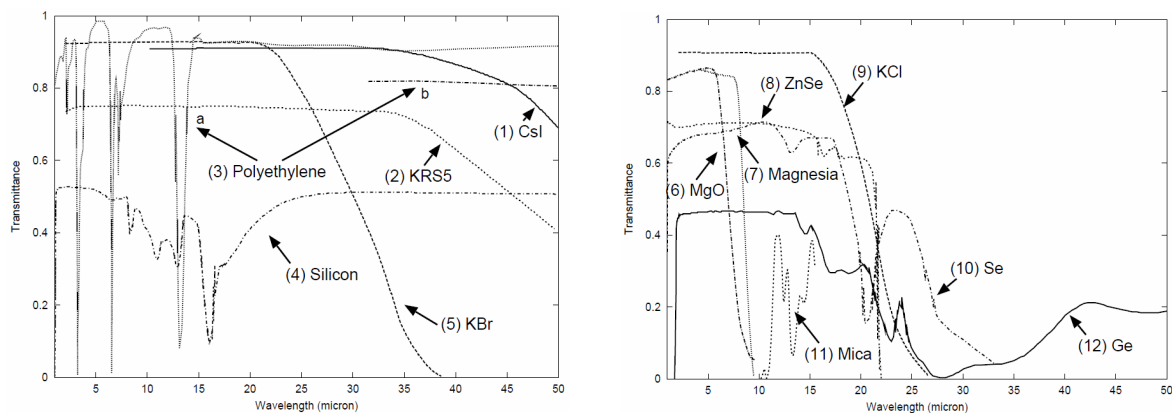 Transmittance
1
0.8
0.6
0.4
0.2
0
5
10
15
20
25
30
35
40
45
50
Wavelength (micron)
a
b
(1) CsI
(2) KRS5
(3) Polyethylene
(4) Silicon
(5) KBr
Transmittance
1
0.8
0.6
0.4
0.2
0
5
10
15
20
25
30
35
40
45
50
Wavelength (micron)
(9) KCl
(8) ZnSe
(7) Magnesia
(6) MgO
(10) Se
(11) Mica
(12) Ge